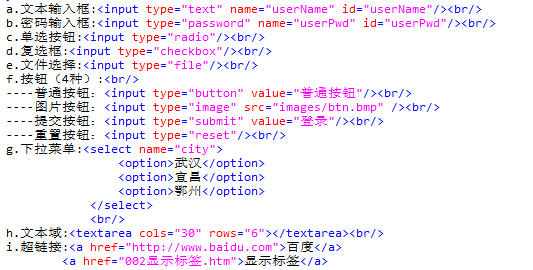 a.文本输入框:<input type="text" name="userName" id="userName"/><br/>
b.密码输入框:<input type="password" name="userPwd" id="userPwd"/><br/>
c.单选按钮:<input type="radio"/><br/>
d.复选框:<input type="checkbox"/><br/>
e.文件选择:<input type="file"/><br/>
f.按钮（4种）:<br/>
----普通按钮：<input type="button" value="普通按钮"/><br/>
----图片按钮：<input type="image" src="images/btn.bmp" /><br/>
----提交按钮：<input type="submit" value="登录"/><br/>
----重置按钮：<input type="reset"/><br/>
g.下拉菜单:<select name="city">
<option>武汉</option>
<option>宜昌</option>
<option>鄂州</option>
</select>
<br/>
h.文本域:<textarea cols="30" rows="6"></textarea><br/>
i.超链接:<a href="http://www.baidu.com">百度</a>
<a href="002显示标签.htm">显示标签</a>